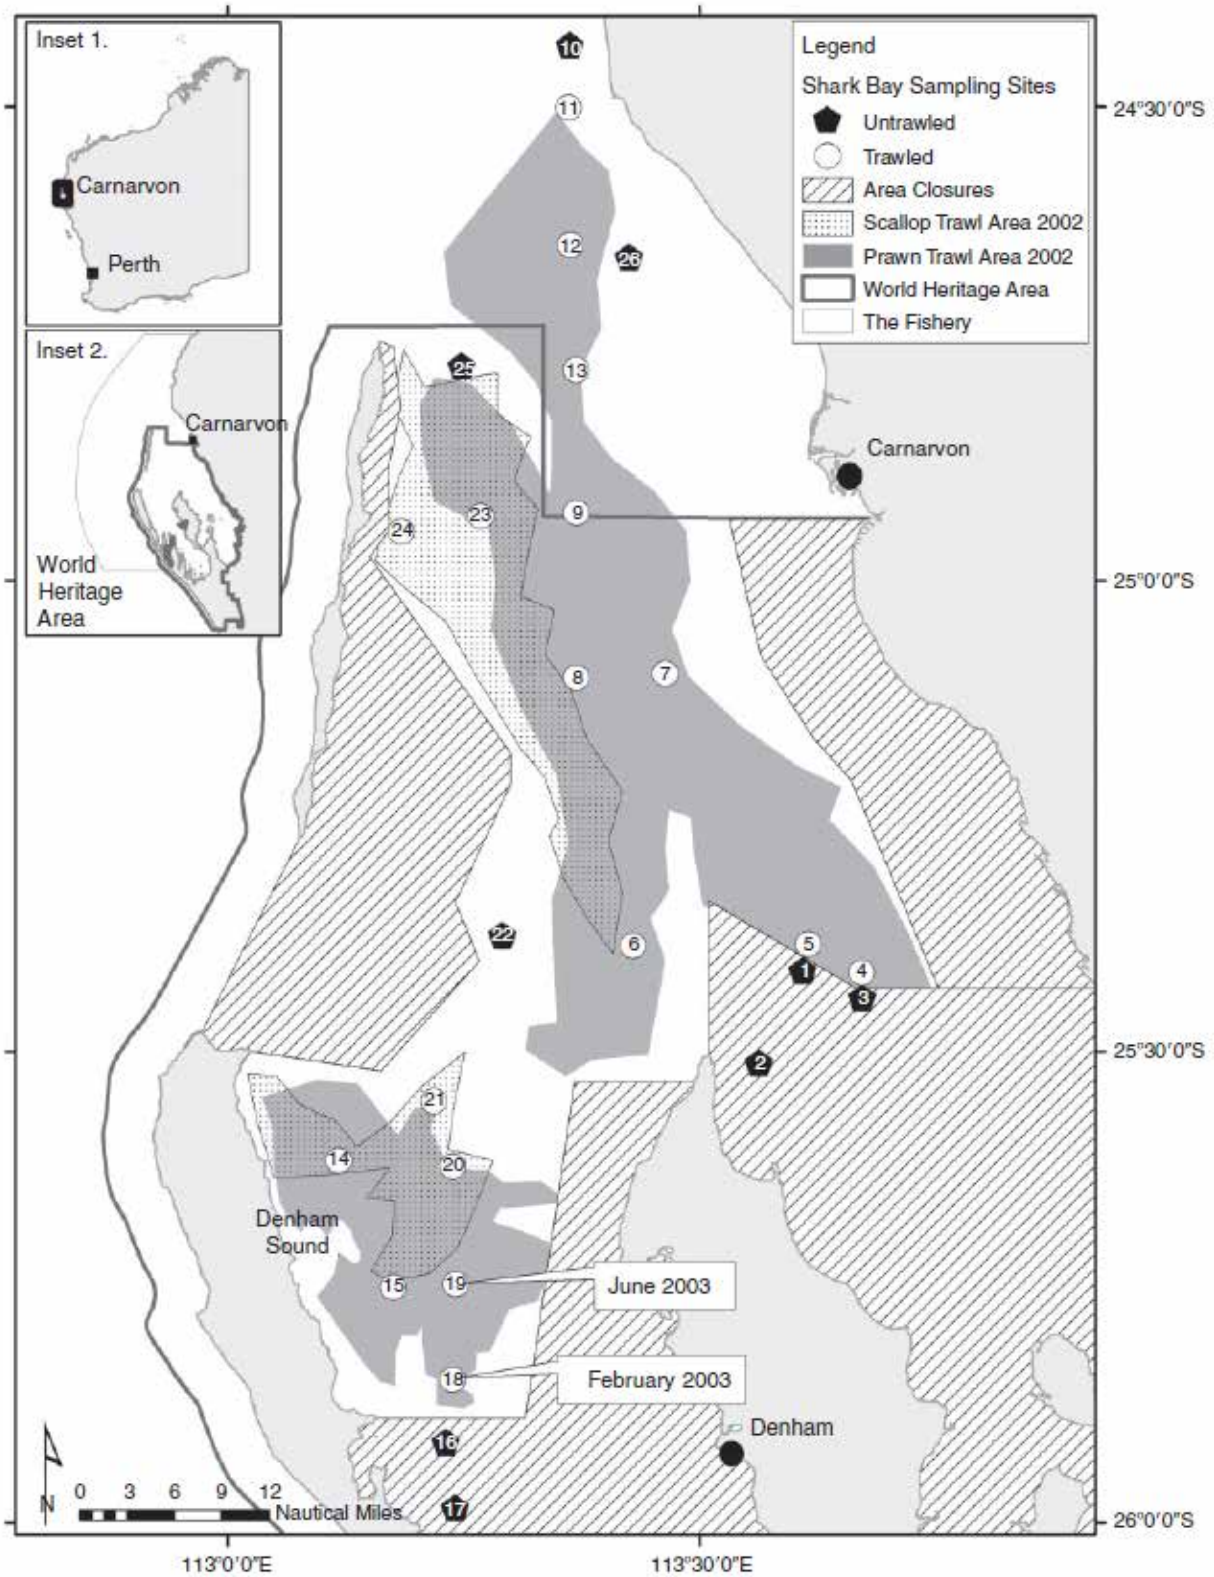 Inset 1.
Carnarvon
Perth
Inset 2.
Carnarvon
World
Heritage
Area
Legend
Shark Bay Sampling Sites
Untrawled
Trawled
Area Closures
Scallop Trawl Area 2002
Prawn Trawl Area 2002
World Heritage Area
The Fishery
24°30′0″S
25°0′0″S
25°30′0″S
26°0′0″S
10
11
12
26
25
13
Carnarvon
9
23
24
8
7
22
6
5
1
4
3
2
21
14
20
Denham
Sound
15
19
June 2003
18
February 2003
16
Denham
17
N
0 3 6 9 12
Nautical Miles
113°0′0″E
113°30′0″E